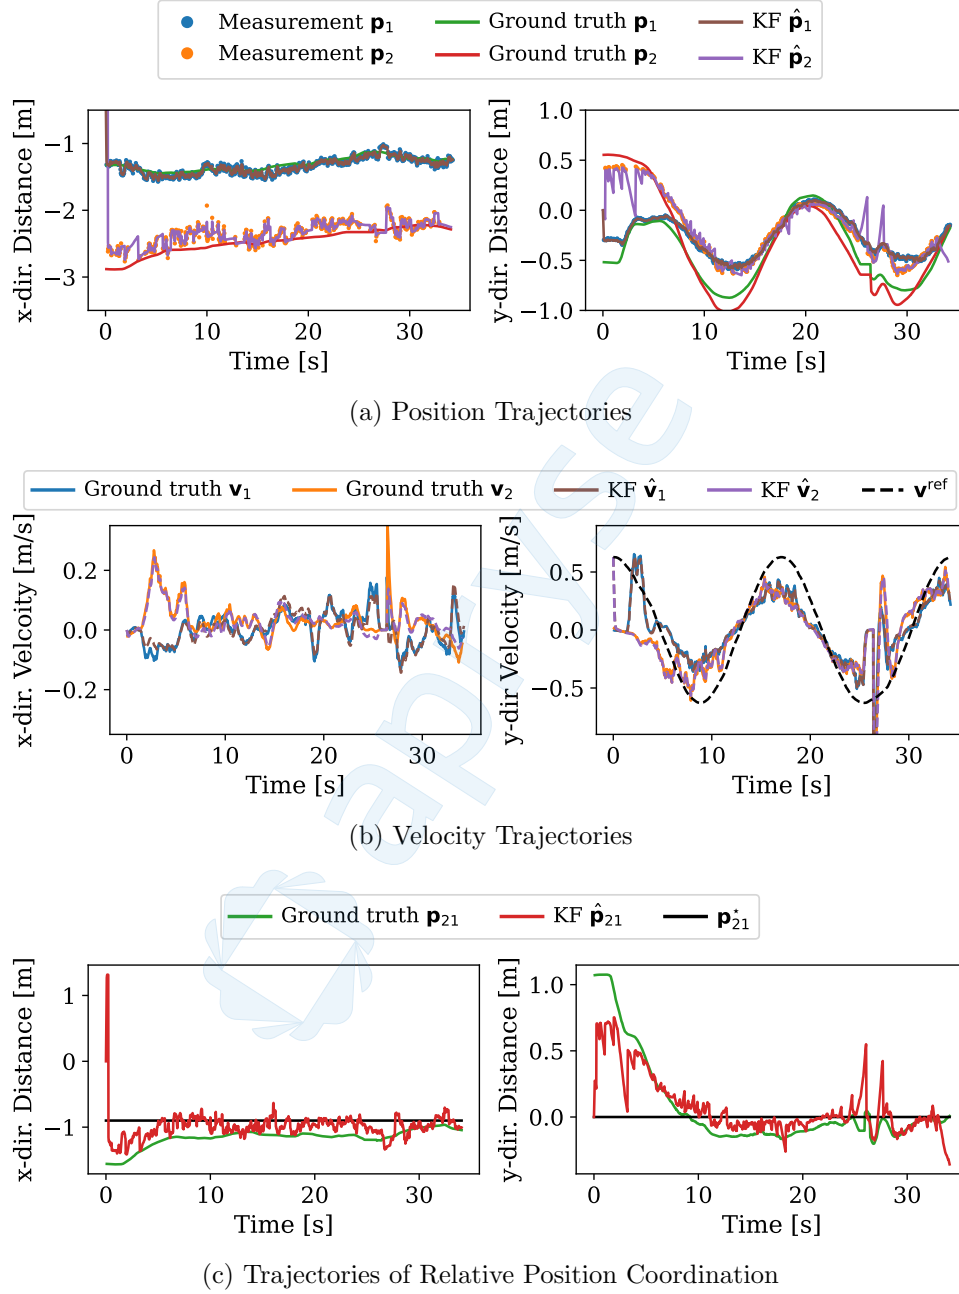 Measurement p₁ Ground truth p₁ KF p̂₁
Measurement p₂ Ground truth p₂ KF p̂₂
x-dir. Distance [m]
−1
−2
−3
0 10 20 30
Time [s]
y-dir. Distance [m]
1.0
0.5
0.0
−0.5
−1.0
0 10 20 30
Time [s]
(a) Position Trajectories
Ground truth v₁ Ground truth v₂ KF v̂₁ KF v̂₂ v^ref
x-dir. Velcoity [m/s]
0.2
0.0
−0.2
0 10 20 30
Time [s]
y-dir Velocity [m/s]
0.5
0.0
−0.5
0 10 20 30
Time [s]
(b) Velocity Trajectories
Ground truth p₂₁ KF p̂₂₁ p*₂₁
x-dir. Distance [m]
1
0
−1
0 10 20 30
Time [s]
y-dir. Distance [m]
1.0
0.5
0.0
0 10 20 30
Time [s]
(c) Trajectories of Relative Position Coordination
apryse